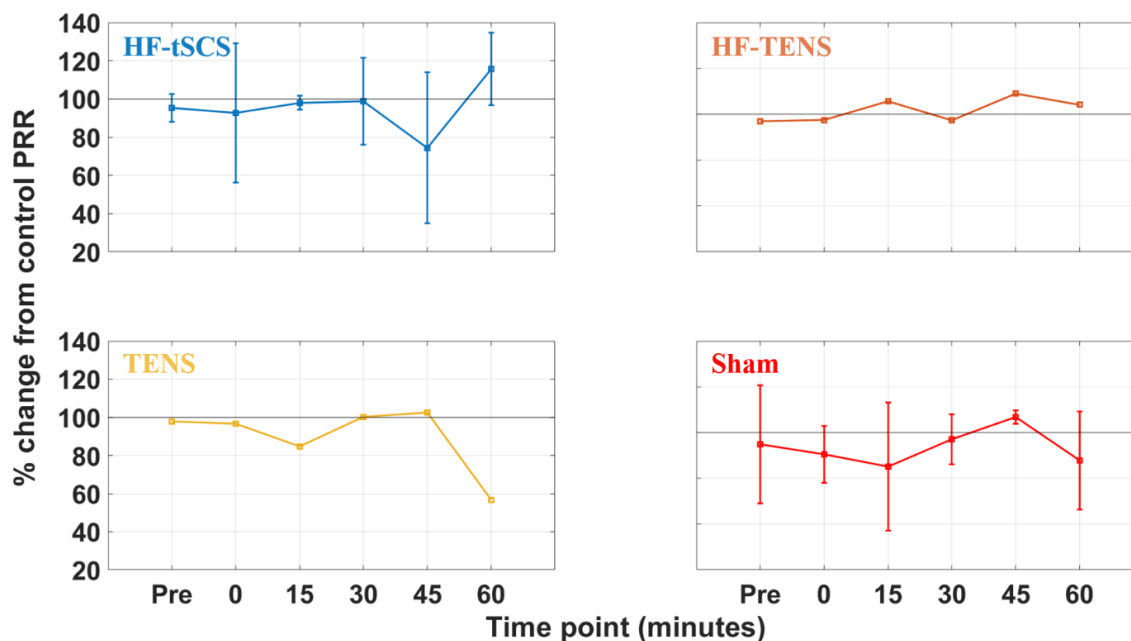 % change from control PRR
140
120
100
80
60
40
20
HF-tSCS
HF-TENS
140
120
100
80
60
40
20
TENS
Sham
Pre 0 15 30 45 60
Pre 0 15 30 45 60
Time point (minutes)